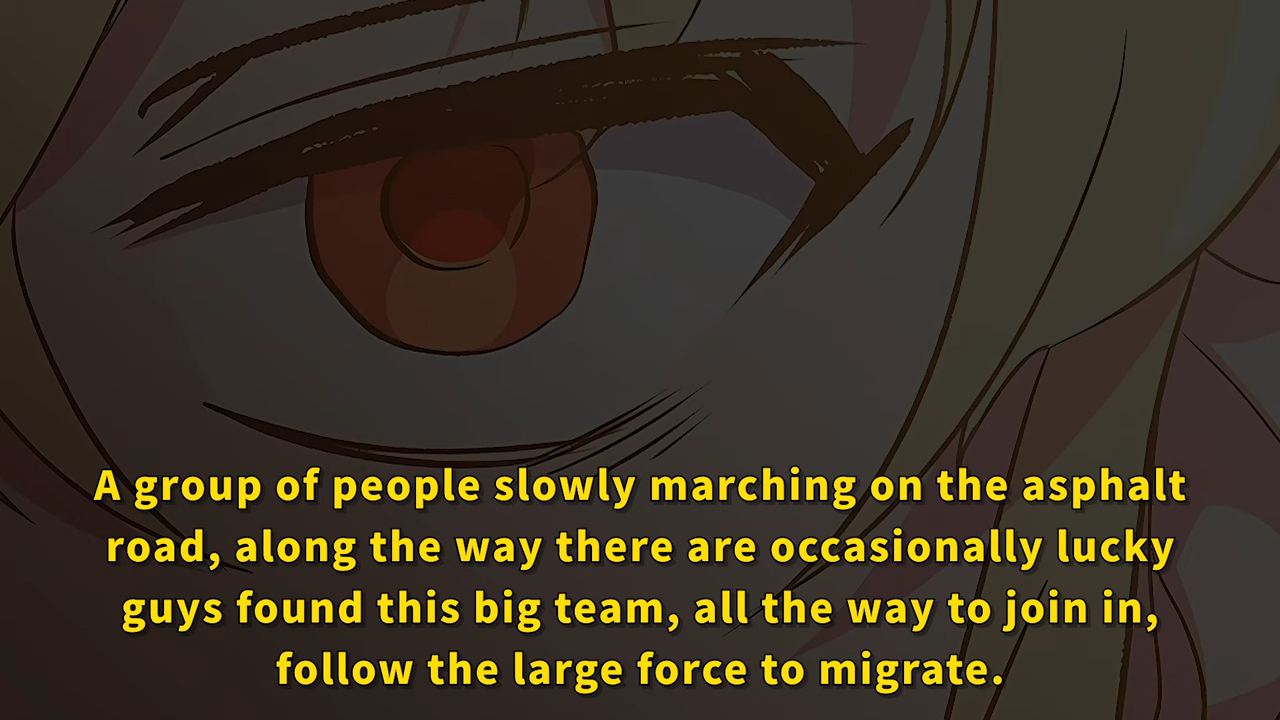 A group of people slowly marching on the asphalt
road, along the way there are occasionally lucky
guys found this big team, all the way to join in,
follow the large force to migrate.